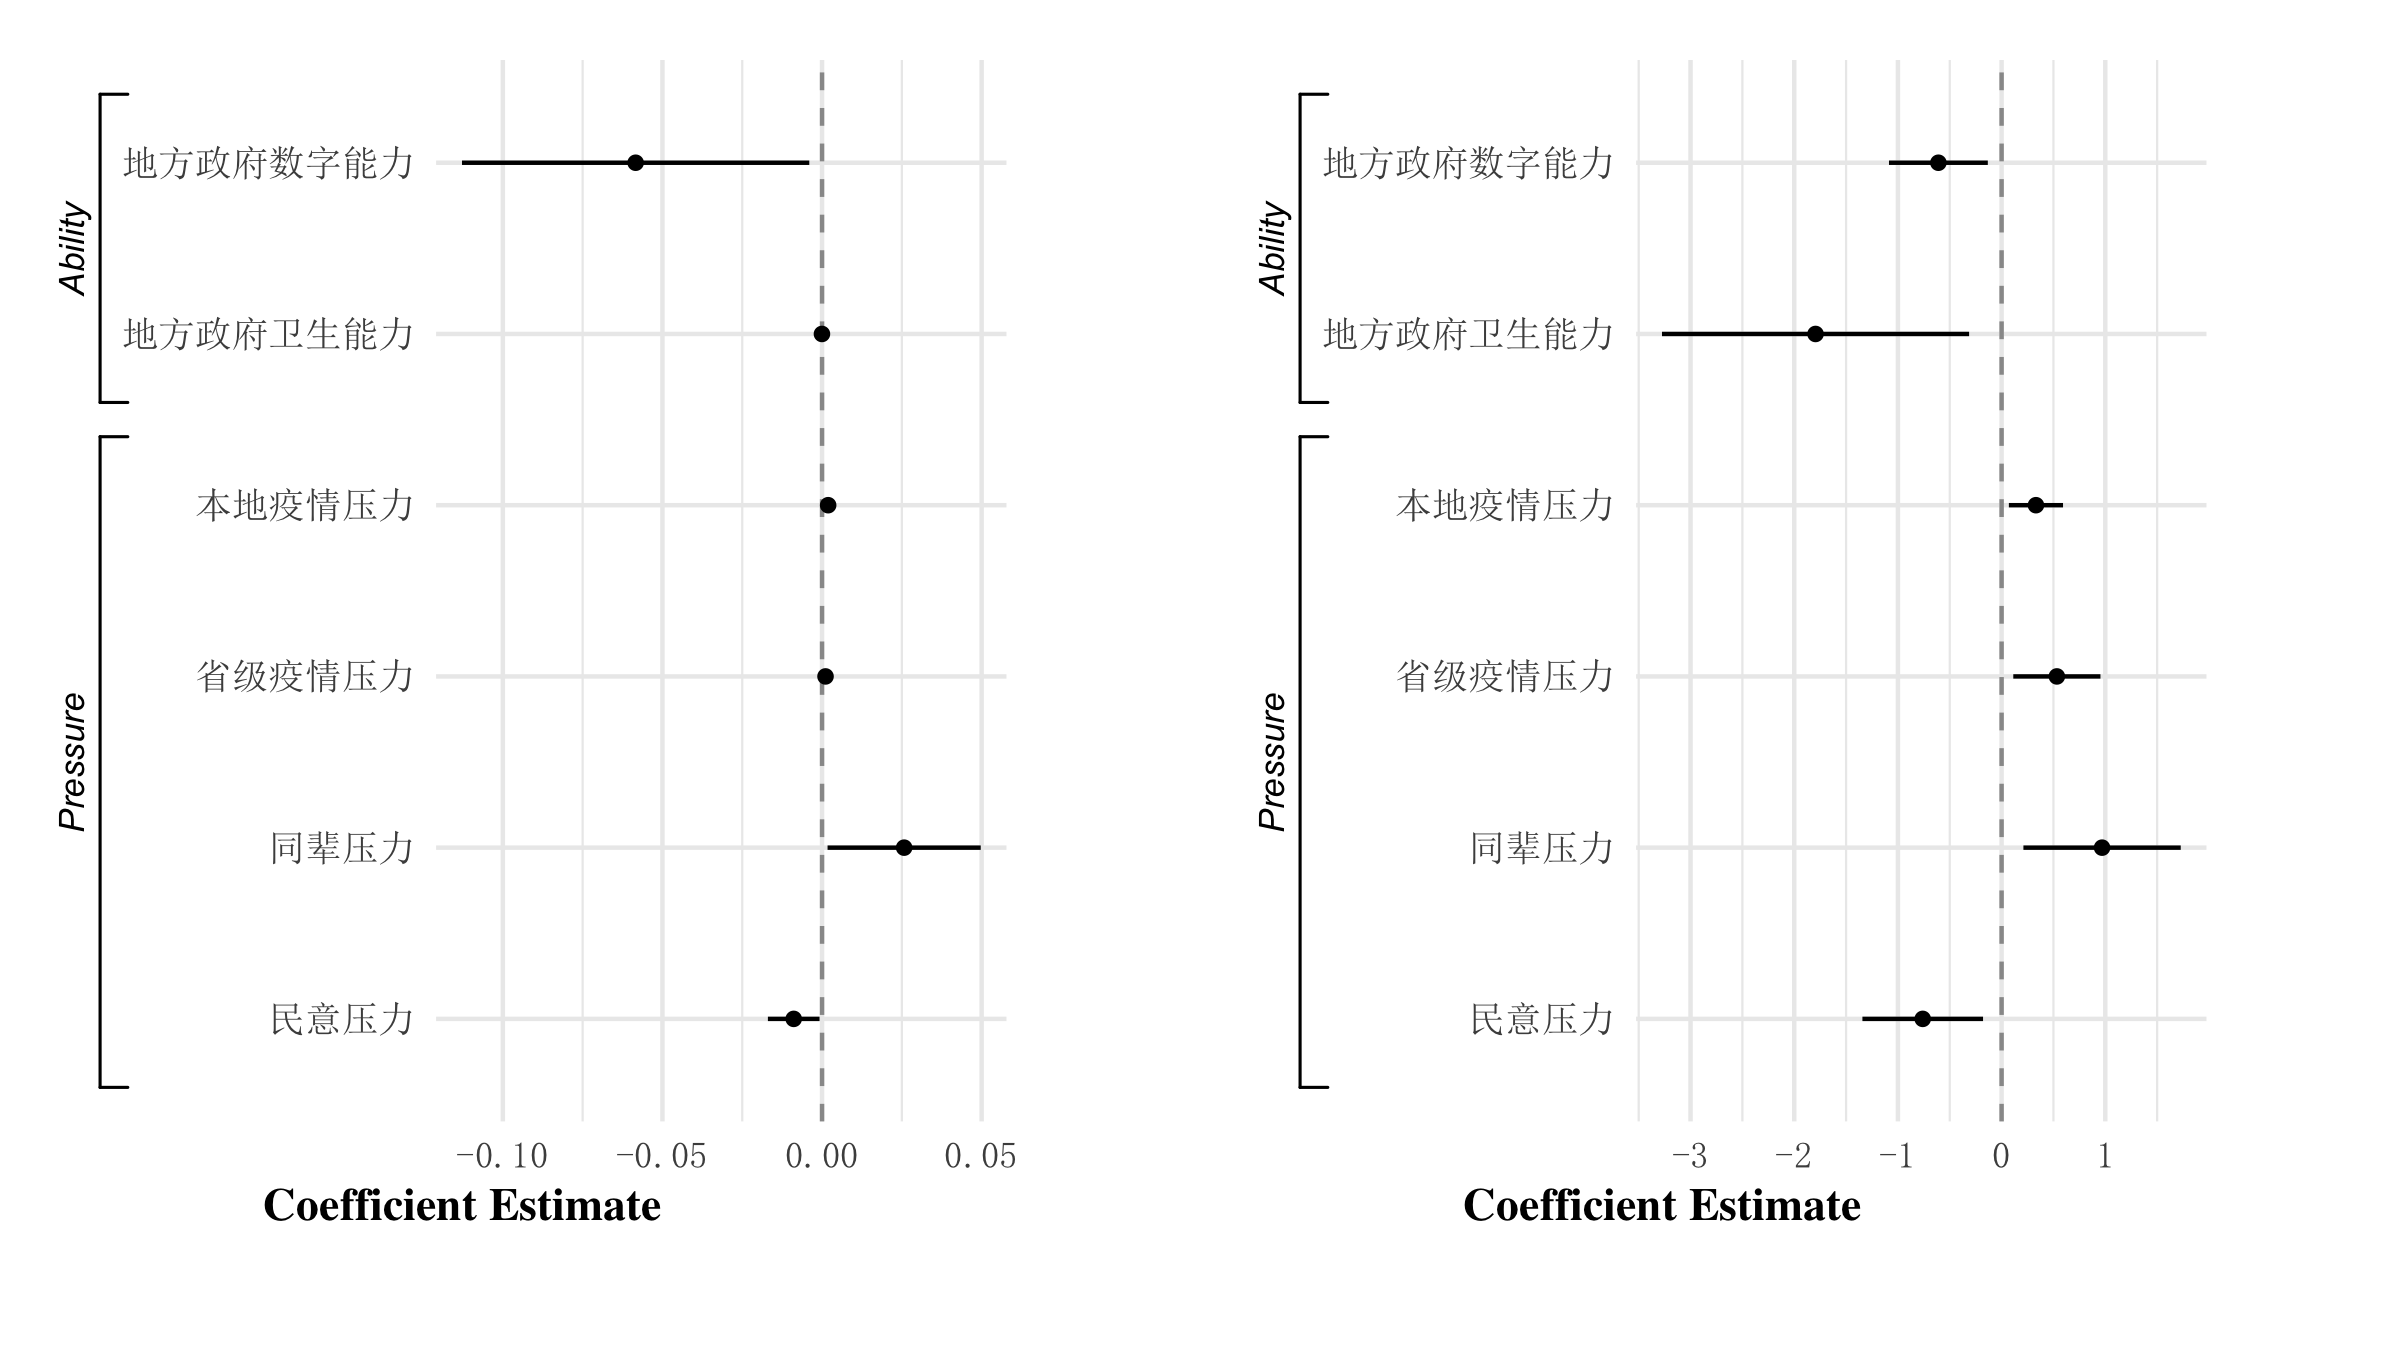 Ability
地方政府数字能力
地方政府卫生能力
Pressure
本地疫情压力
省级疫情压力
同辈压力
民意压力
-0.10 -0.05 0.00 0.05
Coefficient Estimate
Ability
地方政府数字能力
地方政府卫生能力
Pressure
本地疫情压力
省级疫情压力
同辈压力
民意压力
-3 -2 -1 0 1
Coefficient Estimate